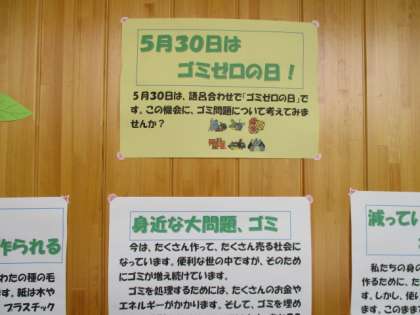 5月30日は
ゴミゼロの日！
5月30日は、語呂合わせで「ゴミゼロの日」で
す。この機会に、ゴミ問題について考えてみま
せんか？
作られる
わたの種の毛
ます。紙は木や
プラスチック
身近な大問題、ゴミ
今は、たくさん作って、たくさん売る社会に
なっています。便利な世の中ですが、そのため
にゴミが増え続けています。
ゴミを処理するためには、たくさんのお金や
エネルギーがかかります。そして、ゴミを埋め
減ってい
私たちの身の
作るために、た
す。しかし、使い
ます。このままで